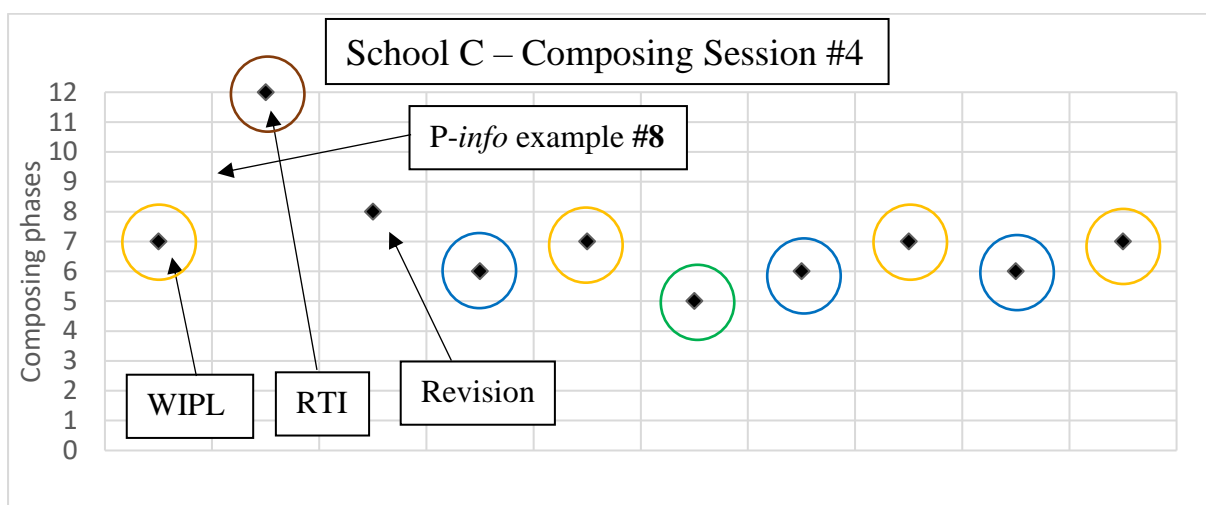 School C – Composing Session #4
12
11
10
9
8
7
6
5
4
3
2
1
0
Composing phases
P-info example #8
WIPL
RTI
Revision